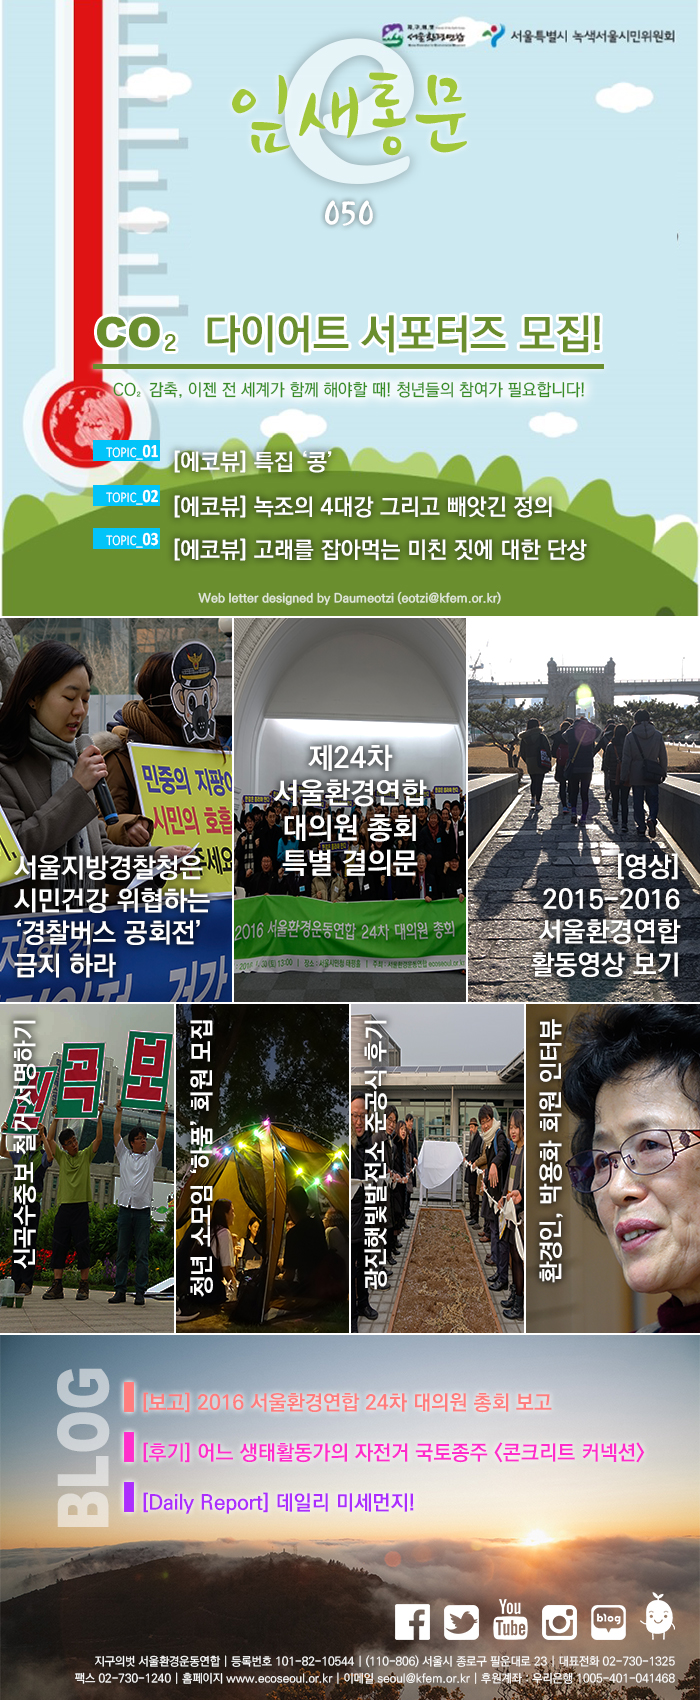 서울환경연합
서울특별시 녹색서울시민위원회
e
잎새통문
050
CO₂ 다이어트 서포터즈 모집!
CO₂ 감축, 이젠 전 세계가 함께 해야할 때! 청년들의 참여가 필요합니다!
TOPIC_01 [에코뷰] 특집 ‘콩’
TOPIC_02 [에코뷰] 녹조의 4대강 그리고 빼앗긴 정의
TOPIC_03 [에코뷰] 고래를 잡아먹는 미친 짓에 대한 단상
Web letter designed by Daumeotzi (eotzi@kfem.or.kr)
민중의 지팡이
시민의 호흡
서울지방경찰청은
시민건강 위협하는
‘경찰버스 공회전’
금지 하라
제24차
서울환경연합
대의원 총회
특별 결의문
2016 서울환경운동연합 24차 대의원 총회
[영상]
2015-2016
서울환경연합
활동영상 보기
신곡수중보 철거 서명하기
곡
보
청년 소모임 ‘하품’ 회원 모집
광진햇빛발전소 준공식 후기
환경인, 박용화 회원 인터뷰
BLOG
[보고] 2016 서울환경연합 24차 대의원 총회 보고
[후기] 어느 생태활동가의 자전거 국토종주 <콘크리트 커넥션>
[Daily Report] 데일리 미세먼지!
You
Tube
blog
지구의벗 서울환경운동연합 | 등록번호 101-82-10544 | (110-806) 서울시 종로구 필운대로 23 | 대표전화 02-730-1325
팩스 02-730-1240 | 홈페이지 www.ecoseoul.or.kr | 이메일 seoul@kfem.or.kr | 후원계좌 : 우리은행 1005-401-041468